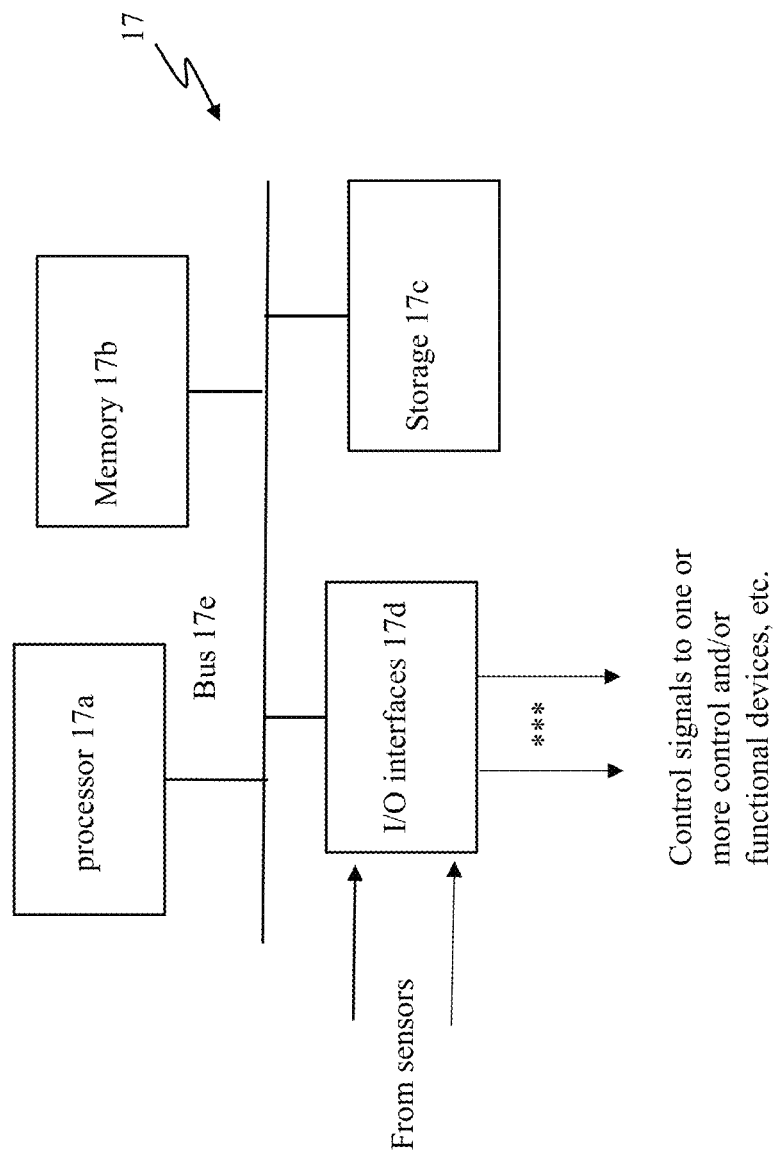 17
processor 17a
Memory 17b
Bus 17e
I/O interfaces 17d
Storage 17c
From sensors
***
Control signals to one or
more control and/or
functional devices, etc.